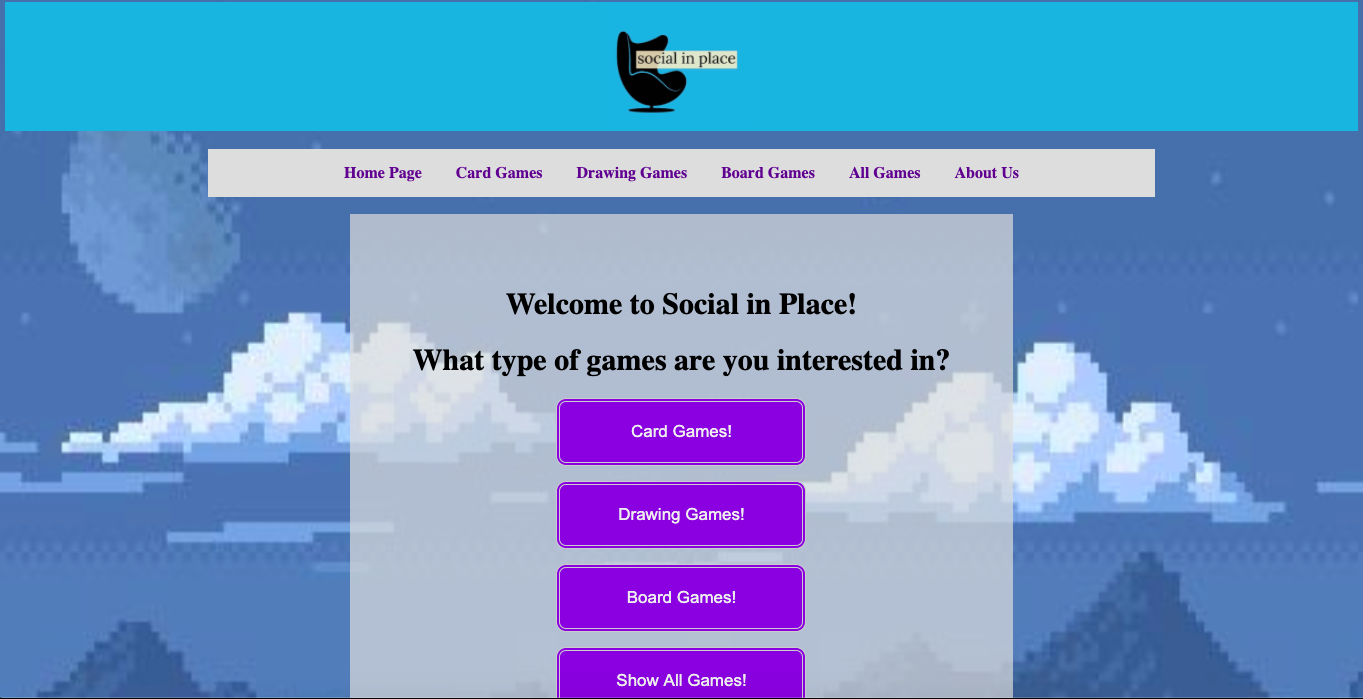 social in place
Home Page Card Games Drawing Games Board Games All Games About Us
Welcome to Social in Place!
What type of games are you interested in?
Card Games!
Drawing Games!
Board Games!
Show All Games!